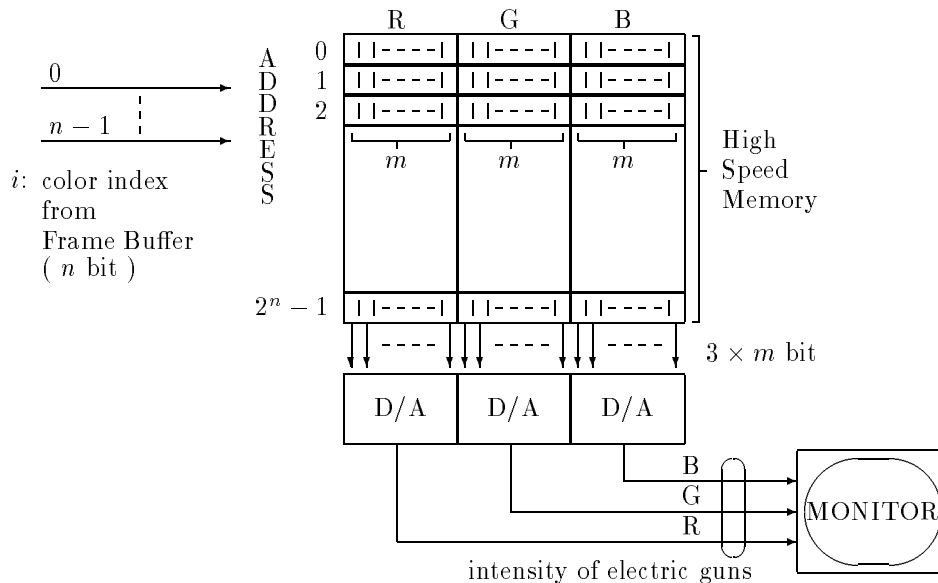 R G B
0
1
2
ADDRESS
0
n − 1
i: color index
from
Frame Buffer
( n bit )
m m m
High
Speed
Memory
2ⁿ − 1
3 × m bit
D/A D/A D/A
B
G
R
MONITOR
intensity of electric guns